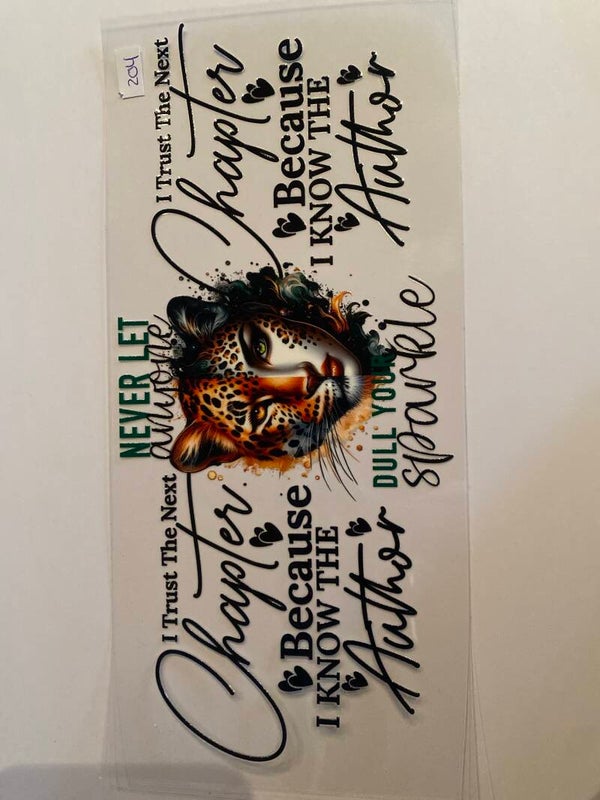 204
I Trust The Next
Chapter
Because
I KNOW THE
Author
NEVER LET
anyone
DULL YOUR
sparkle
I Trust The Next
Chapter
Because
I KNOW THE
Author